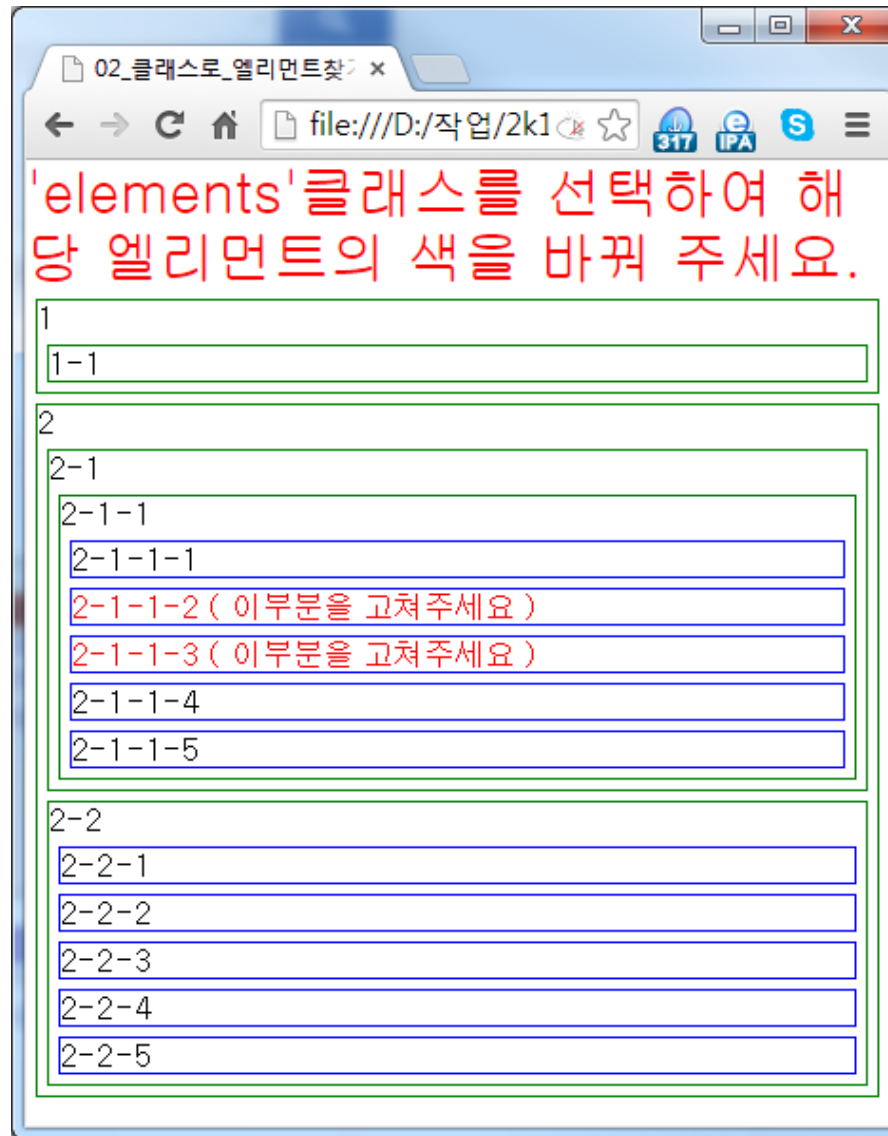 02_클래스로_엘리먼트찾
file:///D:/작업/2k1
317
IPA
'elements'클래스를 선택하여 해
당 엘리먼트의 색을 바꿔 주세요.
1
1-1
2
2-1
2-1-1
2-1-1-1
2-1-1-2 ( 이부분을 고쳐주세요 )
2-1-1-3 ( 이부분을 고쳐주세요 )
2-1-1-4
2-1-1-5
2-2
2-2-1
2-2-2
2-2-3
2-2-4
2-2-5